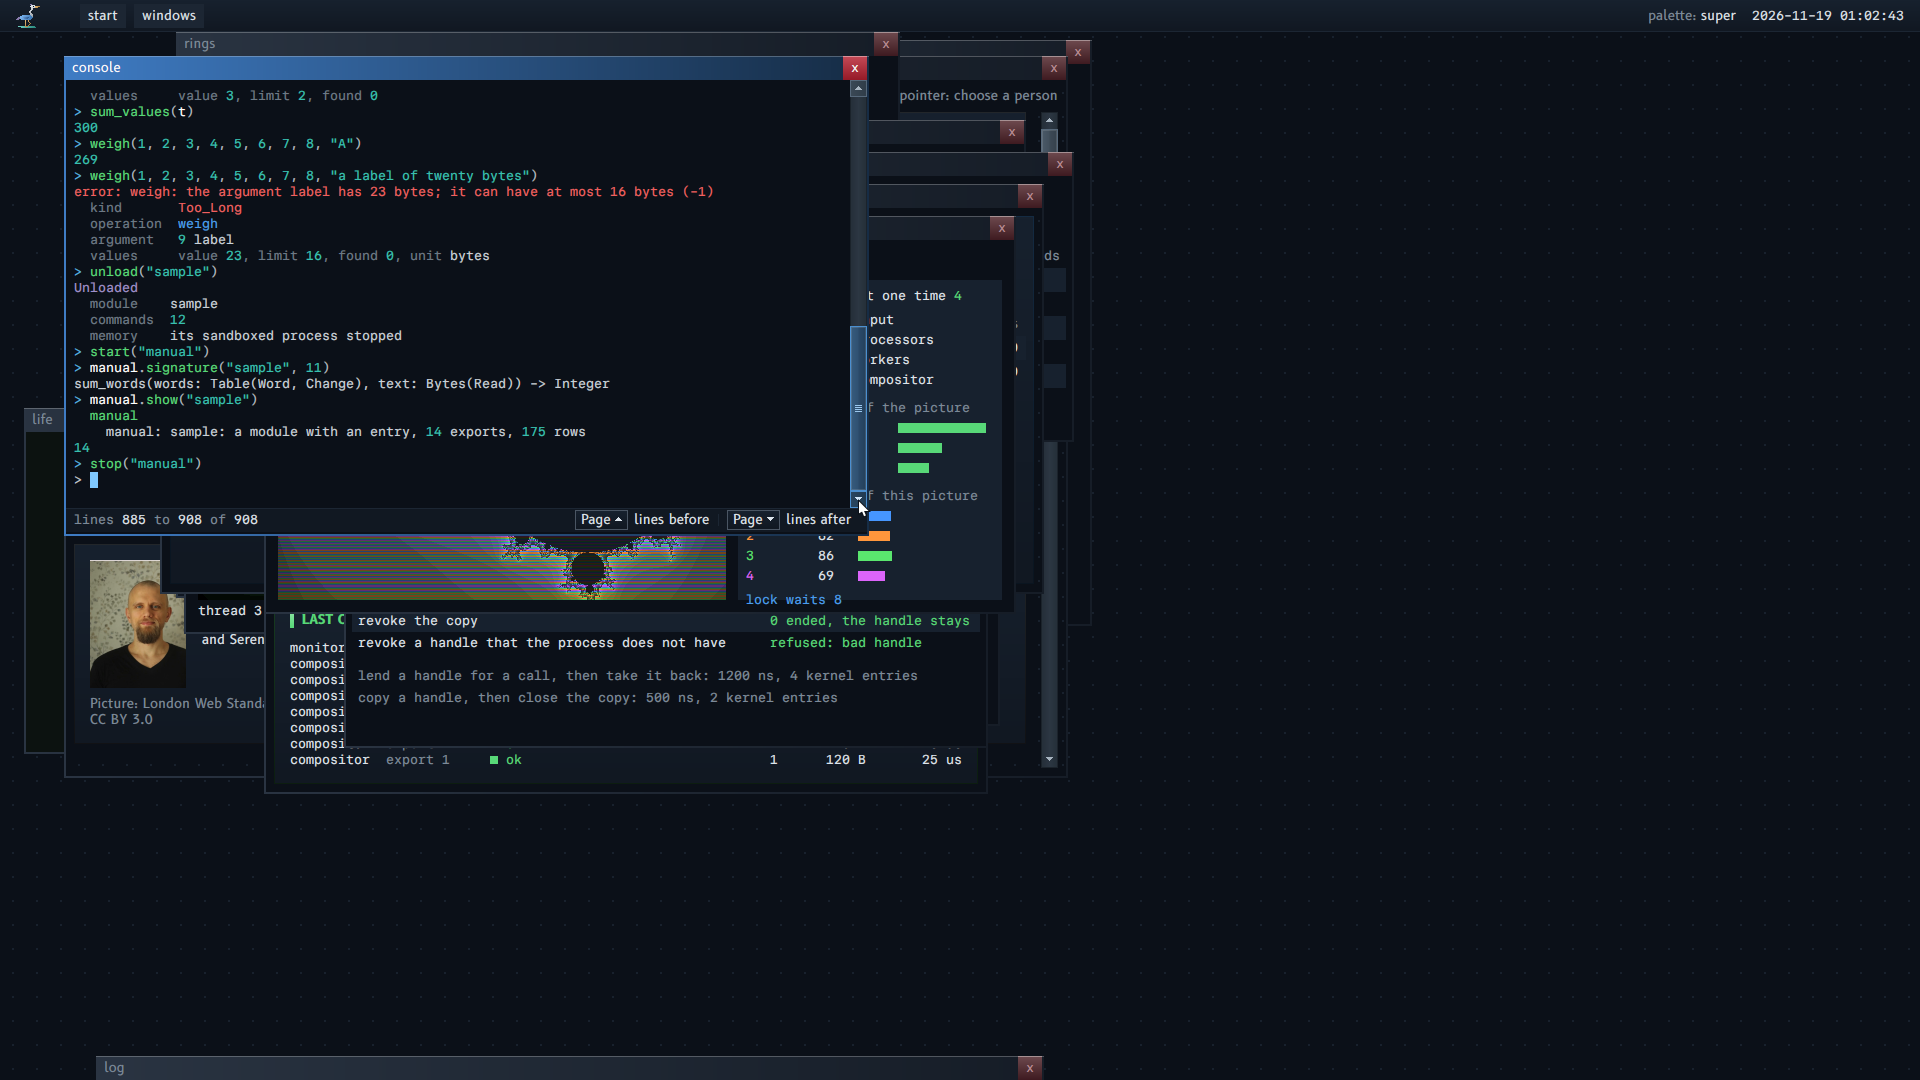 start windows palette: super 2026-11-19 01:02:43
rings x
x
console x
x
values value 3, limit 2, found 0
pointer: choose a person
> sum_values(t)
300
> weigh(1, 2, 3, 4, 5, 6, 7, 8, "A")
x
269
> weigh(1, 2, 3, 4, 5, 6, 7, 8, "a label of twenty bytes")
x
error: weigh: the argument label has 23 bytes; it can have at most 16 bytes (-1)
x
kind Too_Long
operation weigh
x
argument 9 label
values value 23, limit 16, found 0, unit bytes
ds
> unload("sample")
Unloaded
module sample
t one time 4
commands 12
put
memory its sandboxed process stopped
ocessors
> start("manual")
rkers
> manual.signature("sample", 11)
mpositor
sum_words(words: Table(Word, Change), text: Bytes(Read)) -> Integer
> manual.show("sample")
f the picture
manual
life
manual: sample: a module with an entry, 14 exports, 175 rows
14
> stop("manual")
>
f this picture
lines 885 to 908 of 908 Page lines before Page lines after
2 82
3 86
4 69
lock waits 8
thread 3
LAST C
revoke the copy 0 ended, the handle stays
and Seren
revoke a handle that the process does not have refused: bad handle
monitor
composi
lend a handle for a call, then take it back: 1200 ns, 4 kernel entries
composi
composi
copy a handle, then close the copy: 500 ns, 2 kernel entries
Picture: London Web Standa
CC BY 3.0
composi
composi
composi
compositor export 1 ok 1 120 B 25 us
log x